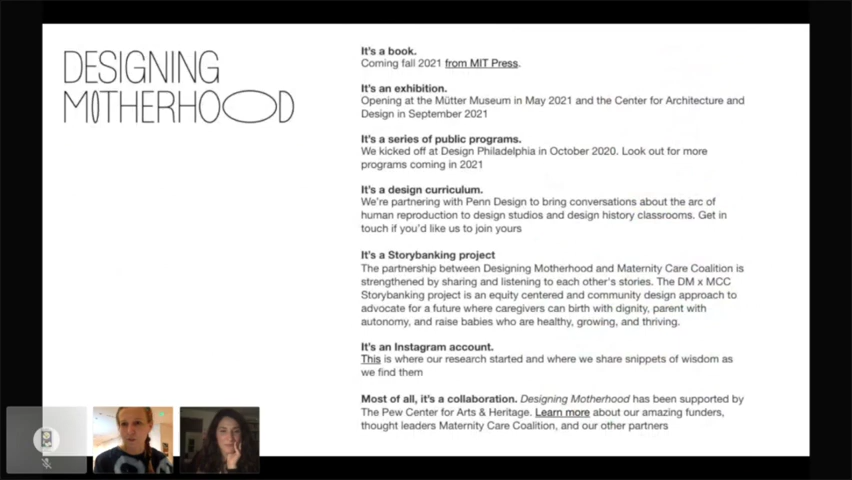 DESIGNING
MOTHERHOOD
It's a book.
Coming fall 2021 from MIT Press.
It's an exhibition.
Opening at the Mütter Museum in May 2021 and the Center for Architecture and
Design in September 2021
It's a series of public programs.
We kicked off at Design Philadelphia in October 2020. Look out for more
programs coming in 2021
It's a design curriculum.
We're partnering with Penn Design to bring conversations about the arc of
human reproduction to design studios and design history classrooms. Get in
touch if you'd like us to join yours
It's a Storybanking project
The partnership between Designing Motherhood and Maternity Care Coalition is
strengthened by sharing and listening to each other's stories. The DM x MCC
Storybanking project is an equity centered and community design approach to
advocate for a future where caregivers can birth with dignity, parent with
autonomy, and raise babies who are healthy, growing, and thriving.
It's an Instagram account.
This is where our research started and where we share snippets of wisdom as
we find them
Most of all, it's a collaboration. Designing Motherhood has been supported by
The Pew Center for Arts & Heritage. Learn more about our amazing funders,
thought leaders Maternity Care Coalition, and our other partners